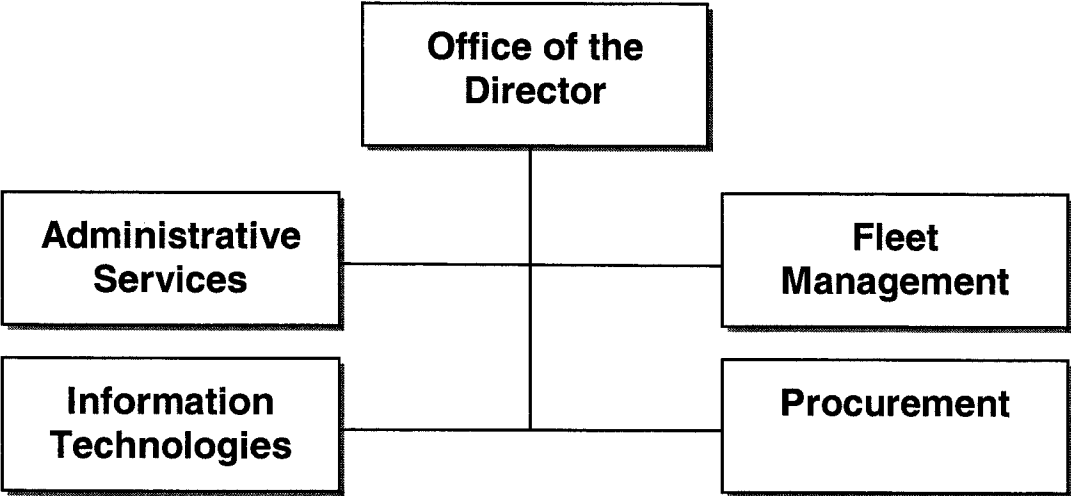 Office of the
Director
Administrative
Services
Fleet
Management
Information
Technologies
Procurement